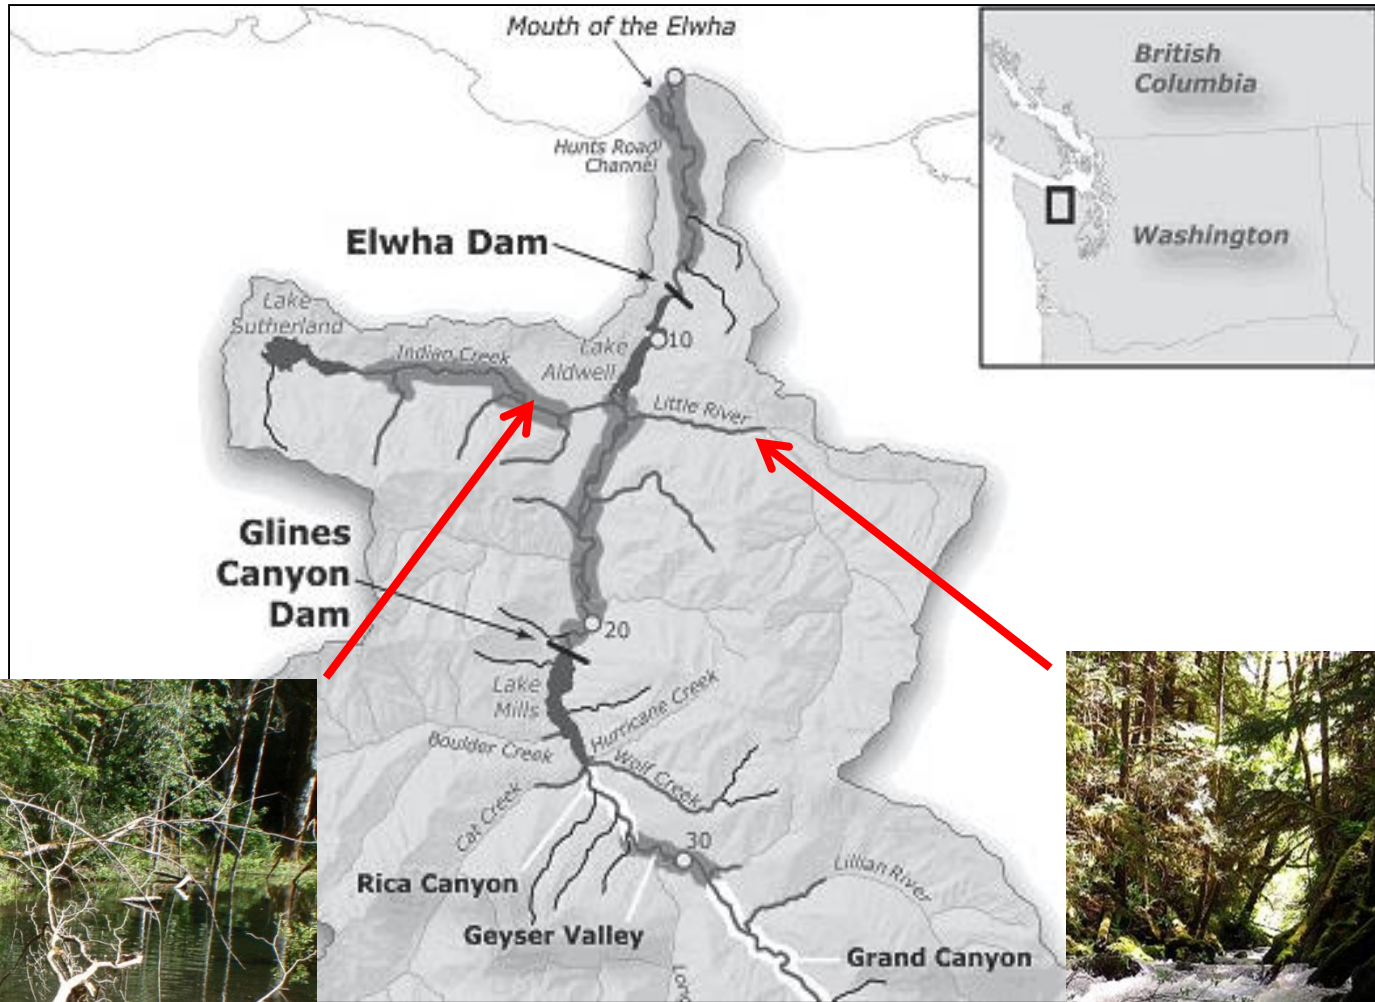 Mouth of the Elwha
British
Columbia
Hunts Road
Channel
Washington
Elwha Dam
Lake
Sutherland
10
Indian Creek
Lake
Aldwell
Little River
Glines
Canyon
Dam
20
Lake
Mills
Hurricane Creek
Boulder Creek
Wolf Creek
Cat Creek
30
Lillian River
Rica Canyon
Geyser Valley
Grand Canyon